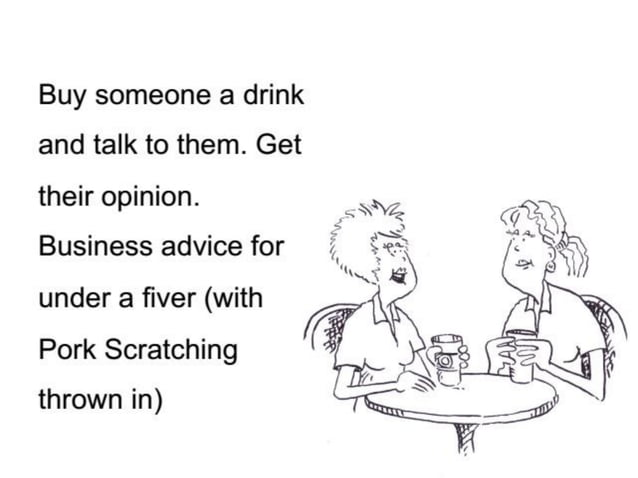 Buy someone a drink
and talk to them. Get
their opinion.
Business advice for
under a fiver (with
Pork Scratching
thrown in)